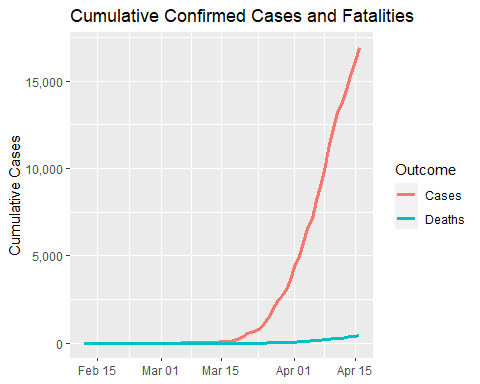 Cumulative Confirmed Cases and Fatalities
Cumulative Cases
15,000
10,000
5,000
0
Feb 15
Mar 01
Mar 15
Apr 01
Apr 15
Outcome
Cases
Deaths